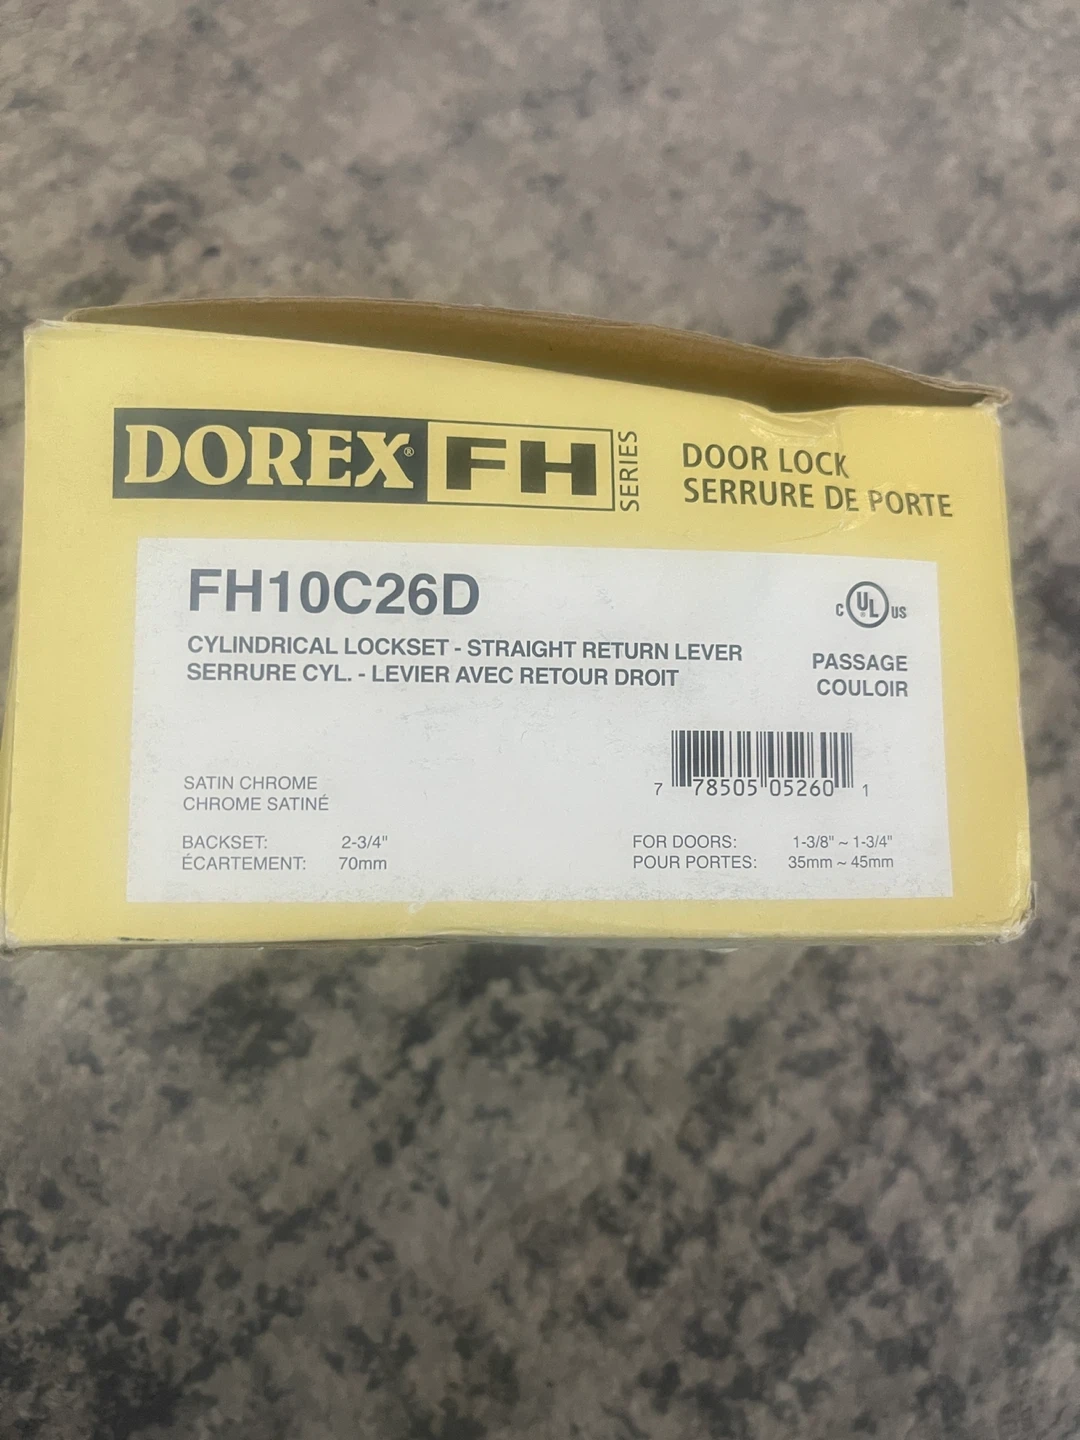 DOREX® FH SERIES
DOOR LOCK
SERRURE DE PORTE
FH10C26D
C UL ® US
CYLINDRICAL LOCKSET - STRAIGHT RETURN LEVER
SERRURE CYL. - LEVIER AVEC RETOUR DROIT
PASSAGE
COULOIR
7 78505 05260 1
SATIN CHROME
CHROME SATINÉ
BACKSET: 2-3/4"
ÉCARTEMENT: 70mm
FOR DOORS: 1-3/8" ~ 1-3/4"
POUR PORTES: 35mm ~ 45mm